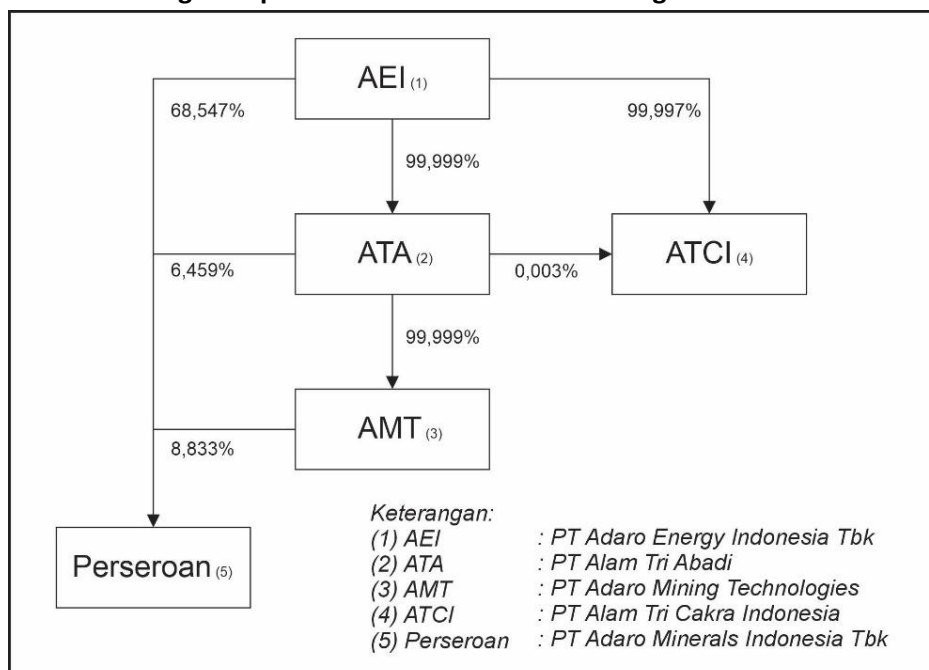 AEI (1)
68,547%
99,997%
99,999%
ATA (2)
ATCI (4)
6,459%
0,003%
99,999%
AMT (3)
8,833%
Perseroan (5)
Keterangan:
(1) AEI : PT Adaro Energy Indonesia Tbk
(2) ATA : PT Alam Tri Abadi
(3) AMT : PT Adaro Mining Technologies
(4) ATCI : PT Alam Tri Cakra Indonesia
(5) Perseroan : PT Adaro Minerals Indonesia Tbk